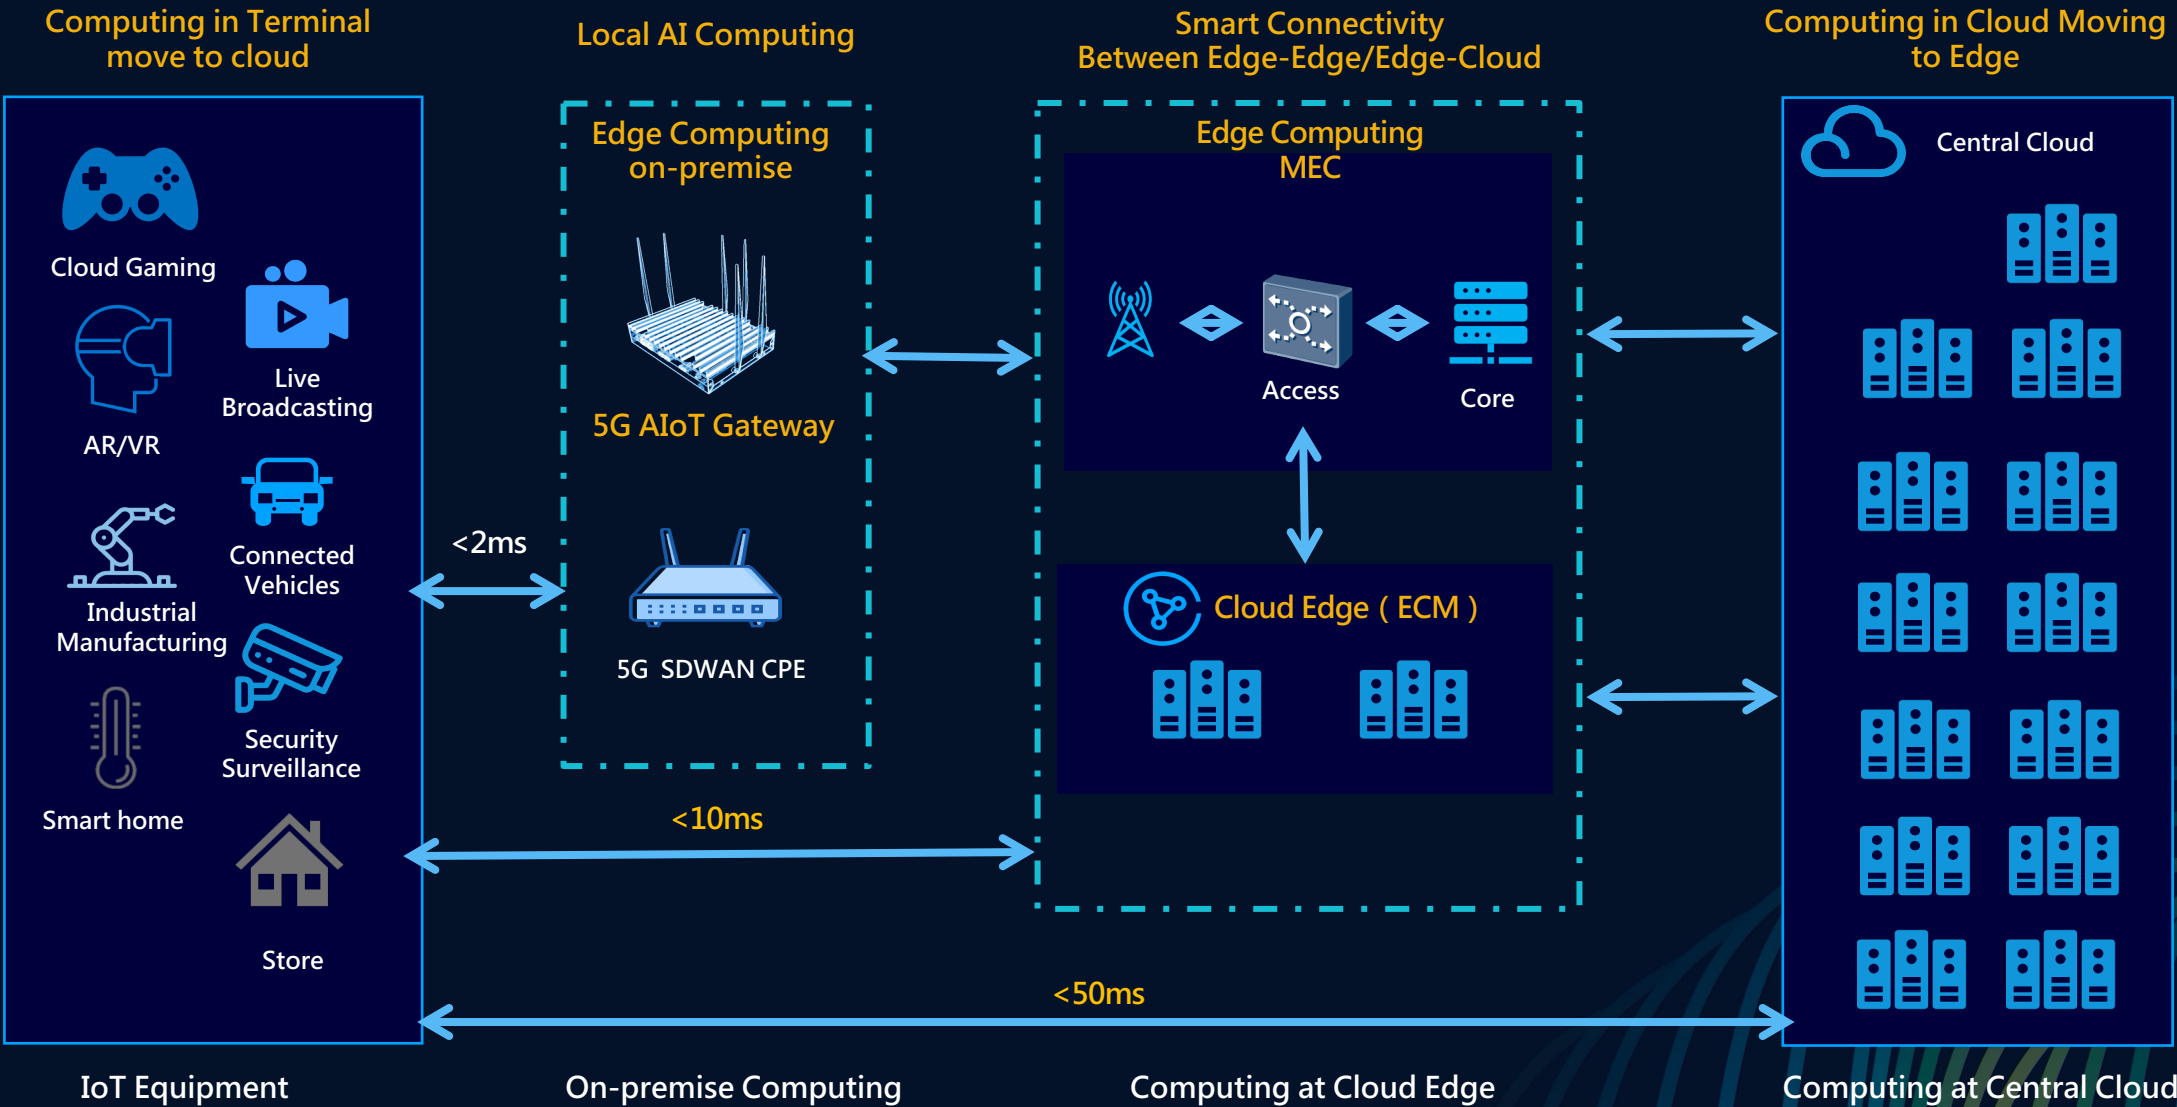 Computing in Terminal
move to cloud
Local AI Computing
Smart Connectivity
Between Edge-Edge/Edge-Cloud
Computing in Cloud Moving
to Edge
Cloud Gaming
Live
Broadcasting
AR/VR
Connected
Vehicles
Industrial
Manufacturing
Security
Surveillance
Smart home
Store
<2ms
Edge Computing
on-premise
5G AIoT Gateway
5G SDWAN CPE
<10ms
Edge Computing
MEC
Access
Core
Cloud Edge ( ECM )
<50ms
Central Cloud
IoT Equipment
On-premise Computing
Computing at Cloud Edge
Computing at Central Cloud